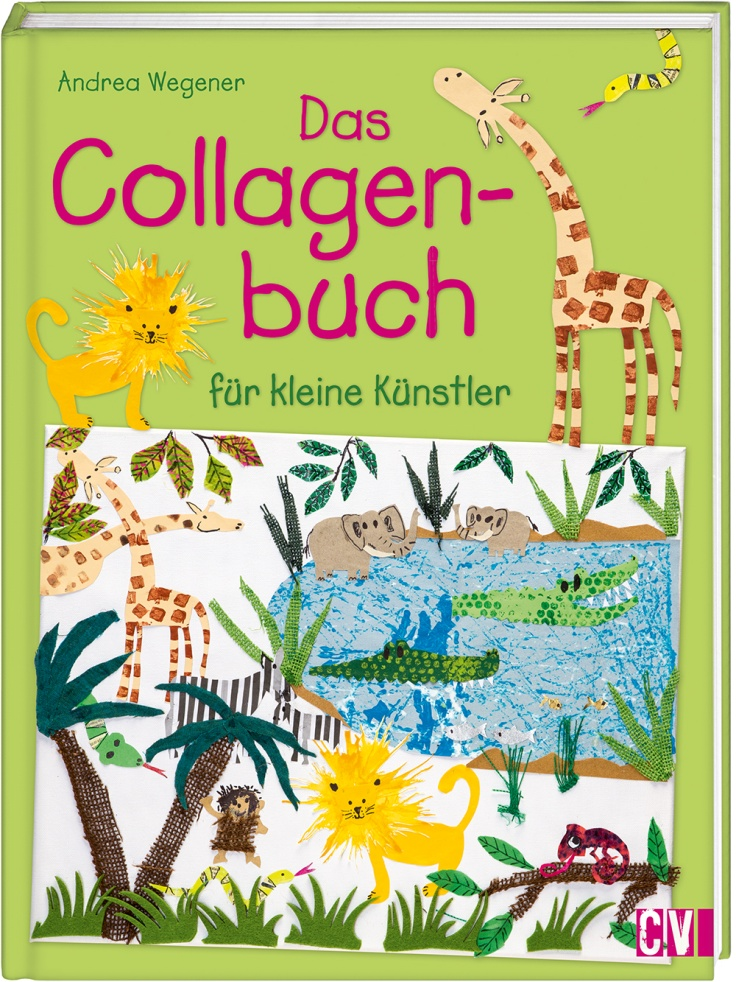 Andrea Wegener
Das
Collagen-
buch
für kleine Künstler
CV